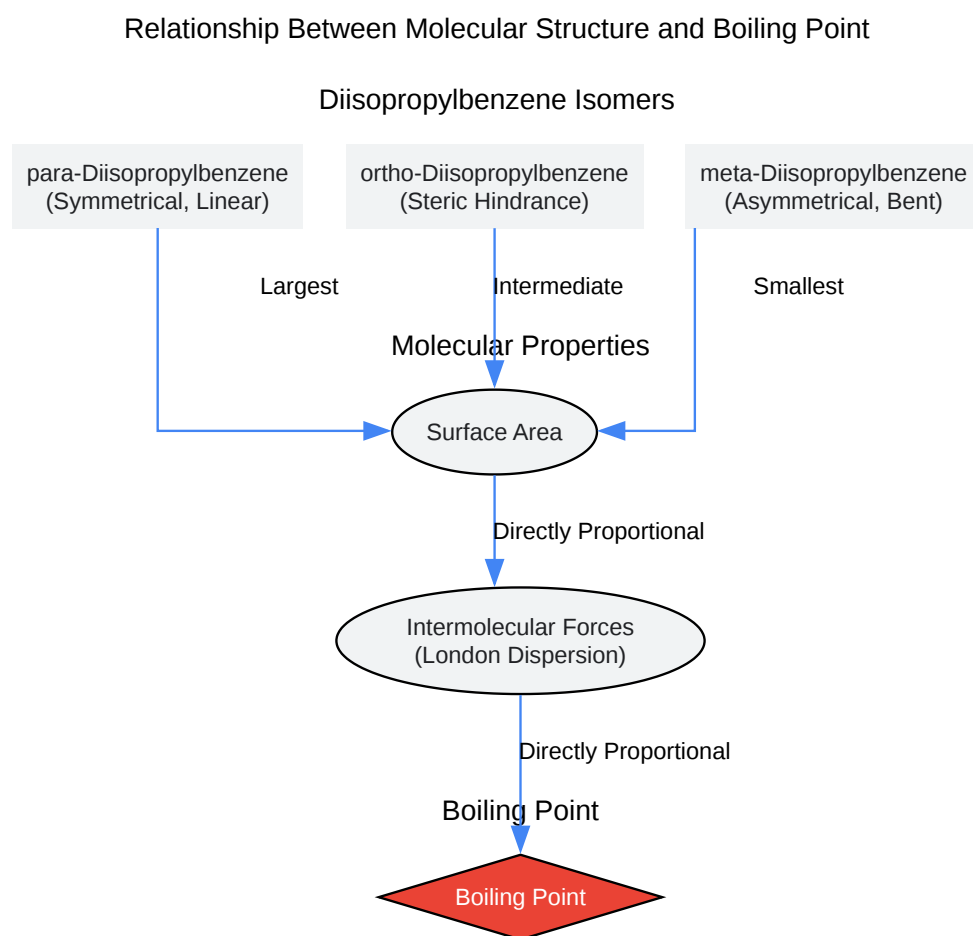 Relationship Between Molecular Structure and Boiling Point
Diisopropylbenzene Isomers
para-Diisopropylbenzene
(Symmetrical, Linear)
ortho-Diisopropylbenzene
(Steric Hindrance)
meta-Diisopropylbenzene
(Asymmetrical, Bent)
Largest
Intermediate
Smallest
Molecular Properties
Surface Area
Directly Proportional
Intermolecular Forces
(London Dispersion)
Directly Proportional
Boiling Point
Boiling Point